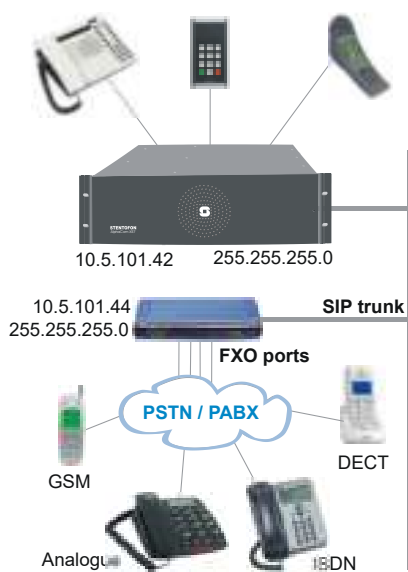 STENTOFON
10.5.101.42 255.255.255.0
10.5.101.44 SIP trunk
255.255.255.0
FXO ports
PSTN / PABX
DECT
GSM